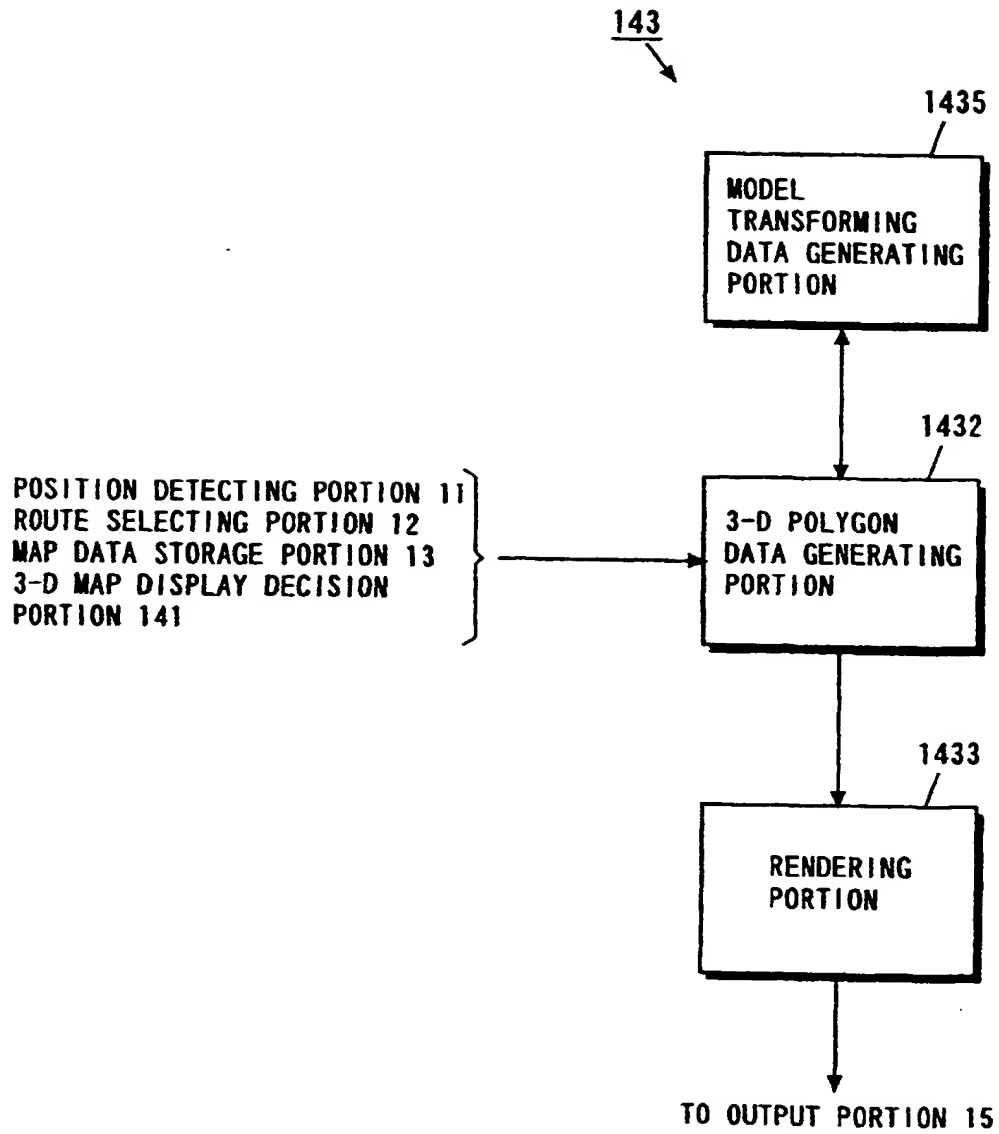 143
1435
MODEL
TRANSFORMING
DATA GENERATING
PORTION
1432
POSITION DETECTING PORTION 11
ROUTE SELECTING PORTION 12
MAP DATA STORAGE PORTION 13
3-D MAP DISPLAY DECISION
PORTION 141
3-D POLYGON
DATA GENERATING
PORTION
1433
RENDERING
PORTION
TO OUTPUT PORTION 15